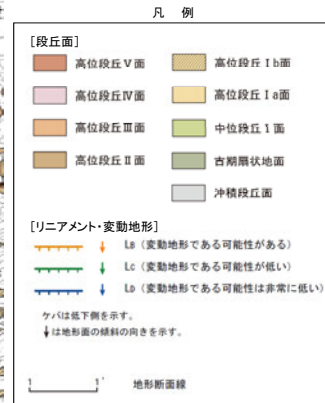 凡 例
[段丘面]
高位段丘Ⅴ面 高位段丘Ⅰb面
高位段丘Ⅳ面 高位段丘Ⅰa面
高位段丘Ⅲ面 中位段丘Ⅰ面
高位段丘Ⅱ面 古期扇状地面
沖積段丘面
[リニアメント・変動地形]
LB (変動地形である可能性がある)
LC (変動地形である可能性が低い)
LD (変動地形である可能性は非常に低い)
ケバは低下側を示す。
↓は地形面の傾斜の向きを示す。
1 1' 地形断面線